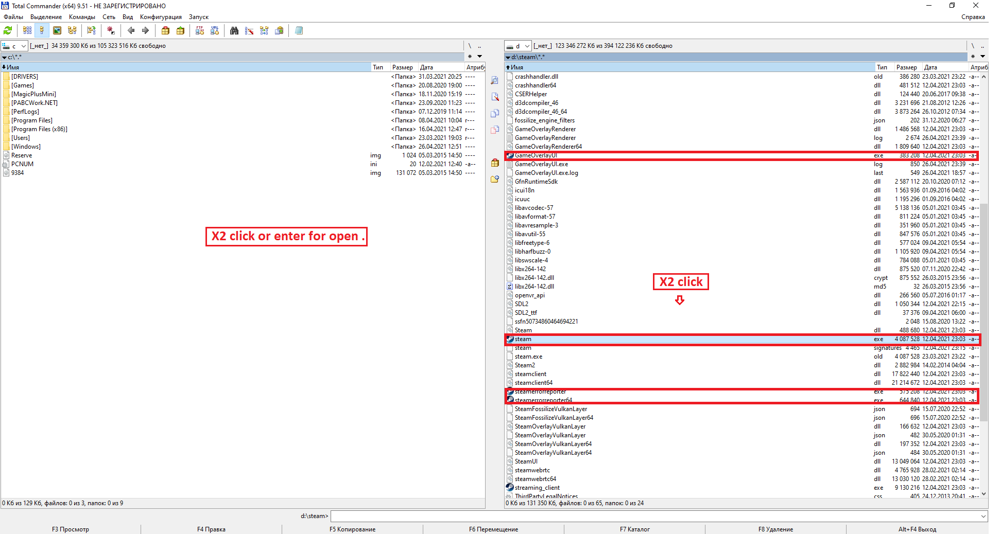 Total Commander (x64) 9.51 - НЕ ЗАРЕГИСТРИРОВАНО
Файлы Выделение Команды Сеть Вид Конфигурация Запуск Справка
FTP URL
c [_нет_] 34 359 300 Кб из 105 323 516 Кб свободно \ ..
c:\*.* * 
Имя Тип Размер Дата Атрибу
[DRIVERS] <Папка> 31.03.2021 20:25 ----
[Games] <Папка> 20.08.2020 19:00 ----
[MagicPlusMini] <Папка> 18.11.2020 15:19 ----
[PABCWork.NET] <Папка> 23.09.2020 11:23 ----
[PerfLogs] <Папка> 07.12.2019 11:14 ----
[Program Files] <Папка> 08.04.2021 10:04 r---
[Program Files (x86)] <Папка> 16.04.2021 12:47 r---
[Users] <Папка> 23.03.2021 19:03 r---
[Windows] <Папка> 26.04.2021 12:51 ----
Reserve img 1 024 05.03.2015 14:50 ----
PCNUM ini 20 12.02.2021 12:40 -a--
9384 img 131 072 05.03.2015 14:50 ----
X2 click or enter for open .
0 Кб из 129 Кб, файлов: 0 из 3, папок: 0 из 9
d [_нет_] 123 346 272 Кб из 394 122 236 Кб свободно \ ..
d:\steam\*.* *
Имя Тип Размер Дата Атриб
crashhandler.dll old 386 280 23.03.2021 23:22 -a--
crashhandler64 dll 481 512 12.04.2021 23:03 -a--
CSERHelper dll 124 440 20.06.2017 09:38 -a--
d3dcompiler_46 dll 3 231 696 21.08.2012 12:26 -a--
d3dcompiler_46_64 dll 3 873 264 26.10.2012 07:34 -a--
fossilize_engine_filters json 202 31.12.2020 06:27 -a--
GameOverlayRenderer dll 1 486 568 12.04.2021 23:03 -a--
GameOverlayRenderer log 2 674 26.04.2021 23:39 -a--
GameOverlayRenderer64 dll 1 809 640 12.04.2021 23:03 -a--
GameOverlayUI exe 383 208 12.04.2021 23:03 -a-
GameOverlayUI.exe log 850 26.04.2021 23:39 -a--
GameOverlayUI.exe.log last 549 26.04.2021 18:57 -a--
GfnRuntimeSdk dll 2 587 112 20.10.2020 07:12 -a--
icui18n dll 1 563 936 01.09.2016 04:02 -a--
icuuc dll 1 195 296 01.09.2016 04:02 -a--
libavcodec-57 dll 5 138 136 05.01.2021 03:45 -a--
libavformat-57 dll 811 224 05.01.2021 03:45 -a--
libavresample-3 dll 351 960 05.01.2021 03:45 -a--
libavutil-55 dll 847 576 05.01.2021 03:45 -a--
libfreetype-6 dll 577 024 09.04.2021 05:54 -a--
libharfbuzz-0 dll 1 105 920 09.04.2021 05:54 -a--
libswscale-4 dll 784 088 05.01.2021 03:45 -a--
libx264-142 dll 875 520 07.11.2020 22:42 -a--
libx264-142.dll crypt 875 552 26.03.2015 23:56 -a--
libx264-142.dll md5 32 26.03.2015 23:56 -a--
X2 click
openvr_api dll 266 560 05.07.2016 01:17 -a--
SDL2 dll 1 050 344 12.04.2021 22:15 -a--
SDL2_ttf dll 37 376 09.04.2021 06:00 -a--
ssfn50734860464694221 2 048 15.08.2020 13:22 -a--
Steam dll 488 680 12.04.2021 23:03 -a--
steam exe 4 087 528 12.04.2021 23:03 -a--
steam signatures 4 465 12.04.2021 23:15 -a--
steam.exe old 4 087 528 23.03.2021 23:22 -a--
Steam2 dll 2 882 984 14.02.2014 04:04 -a--
steamclient dll 17 822 440 12.04.2021 23:03 -a--
steamclient64 dll 21 214 672 12.04.2021 23:03 -a--
steamerrorreporter exe 575 208 12.04.2021 23:03 -a-
steamerrorreporter64 exe 644 840 12.04.2021 23:03 -a-
SteamFossilizeVulkanLayer json 694 15.07.2020 22:52 -a--
SteamFossilizeVulkanLayer64 json 696 15.07.2020 22:52 -a--
SteamOverlayVulkanLayer dll 166 632 12.04.2021 23:03 -a--
SteamOverlayVulkanLayer json 482 30.05.2020 01:31 -a--
SteamOverlayVulkanLayer64 dll 197 352 12.04.2021 23:03 -a--
SteamOverlayVulkanLayer64 json 484 30.05.2020 01:31 -a--
SteamUI dll 13 049 064 12.04.2021 23:03 -a--
steamwebrtc dll 4 765 928 28.02.2021 02:14 -a--
steamwebrtc64 dll 13 030 120 28.02.2021 02:14 -a--
streaming_client exe 9 130 216 12.04.2021 23:03 -a--
ThirdPartyLegalNotices css 405 24.12.2013 20:41 -a--
0 Кб из 131 350 Кб, файлов: 0 из 65, папок: 0 из 24
d:\steam>
F3 Просмотр F4 Правка F5 Копирование F6 Перемещение F7 Каталог F8 Удаление Alt+F4 Выход